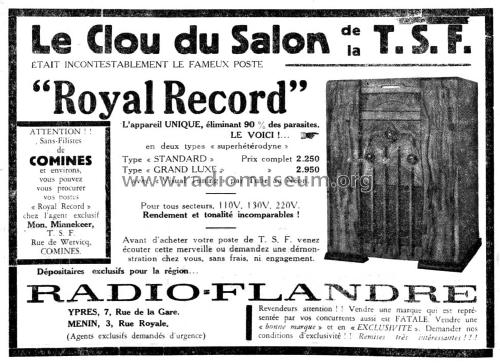 Le Clou du Salon de la T. S. F.
ÉTAIT INCONTESTABLEMENT LE FAMEUX POSTE
"Royal Record"
L'appareil UNIQUE, éliminant 90 % des parasites.
LE VOICI !...
en deux types « superhétérodyne »
Type « STANDARD » Prix complet 2.250
Type « GRAND LUXE » » 2.950
www.radiomuseum.org
Pour tous secteurs, 110V, 130V, 220V.
Rendement et tonalité incomparables !
Avant d'acheter votre poste de T. S. F. venez
écouter cette merveille ou demandez une démon-
stration chez vous, sans frais, ni engagement.
ATTENTION ! !
Sans-Filistes
de
COMINES
et environs,
vous pouvez
vous procurer
vos postes
« Royal Record »
chez l'agent exclusif
Mon. Minnekeer,
T. S. F.
Rue de Wervicq,
COMINES.
Dépositaires exclusifs pour la région...
RADIO-FLANDRE
YPRES, 7, Rue de la Gare.
MENIN, 3, Rue Royale,
(Agents exclusifs demandés d'urgence)
Revendeurs attention ! ! Vendre une marque qui est repré-
sentée par vos concurrents aussi est FATALE. Vendre une
« bonne marque » et en « EXCLUSIVITE ». Demander nos
conditions d'exclusivité ! ! ! Remises très intéressantes ! ! !